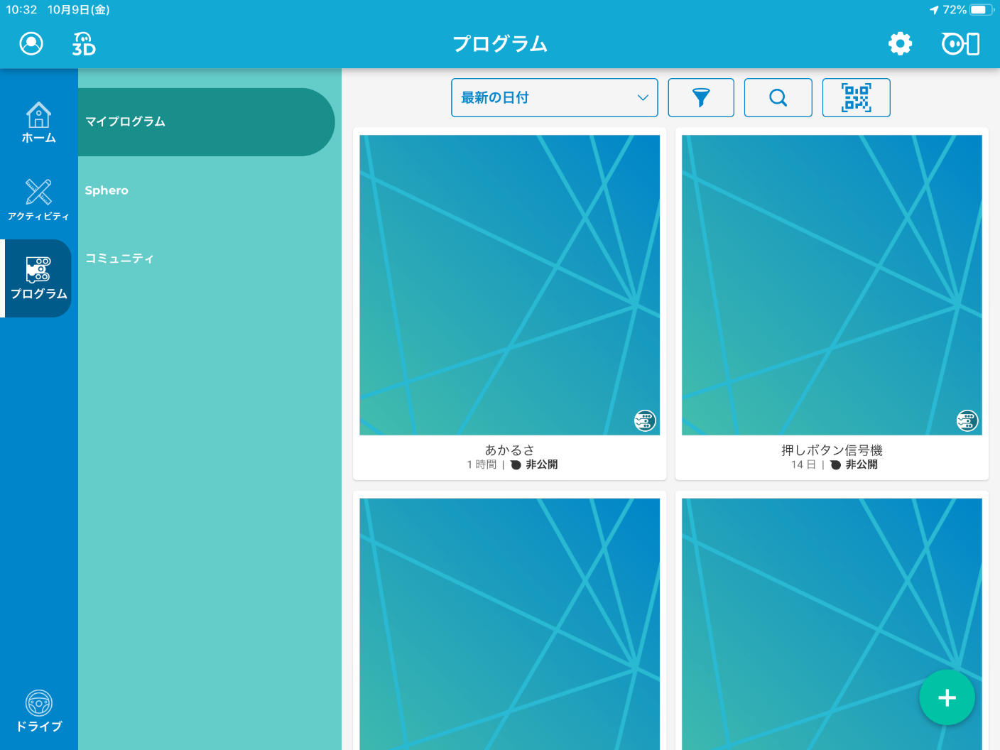 10:32 10月9日(金)
72%
3D
プログラム
ホーム
アクティビティ
プログラム
ドライブ
マイプログラム
Sphero
コミュニティ
最新の日付
あかるさ
1 時間 | 非公開
押しボタン信号機
14 日 | 非公開